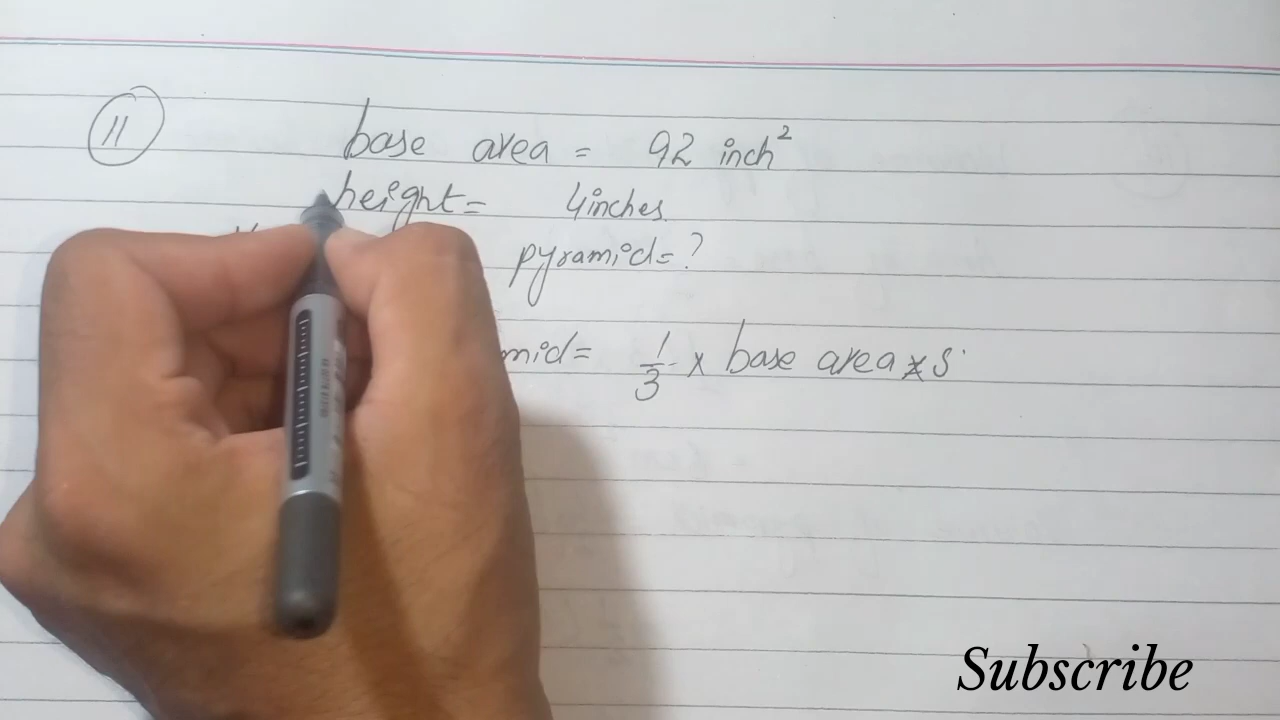 11
base area = 92 inch²
height = 4inches
pyramid = ?
mid = 1/3 x base area x s
Subscribe